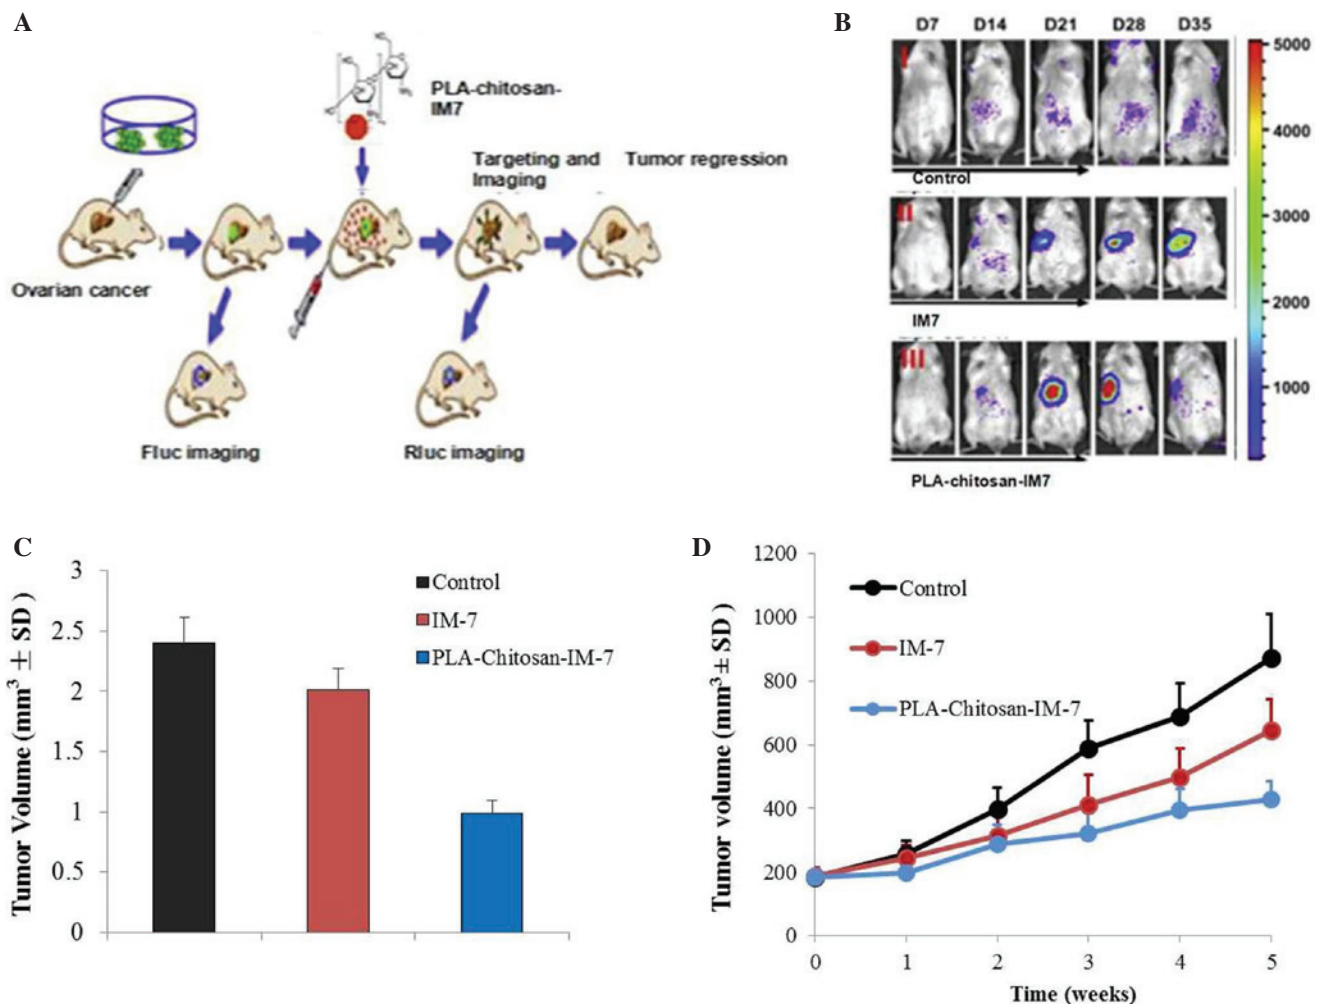 A
PLA-chitosan-
IM7
Targeting and
Imaging
Tumor regression
Ovarian cancer
Fluc imaging
Rluc imaging
B
D7 D14 D21 D28 D35
I
Control
II
IM7
III
PLA-chitosan-IM7
5000
4000
3000
2000
1000
C
Tumor Volume (mm³ ± SD)
3
2.5
2
1.5
1
0.5
0
Control
IM-7
PLA-Chitosan-IM-7
D
Tumor volume (mm³ ± SD)
1200
1000
800
600
400
200
0
Control
IM-7
PLA-Chitosan-IM-7
0 1 2 3 4 5
Time (weeks)